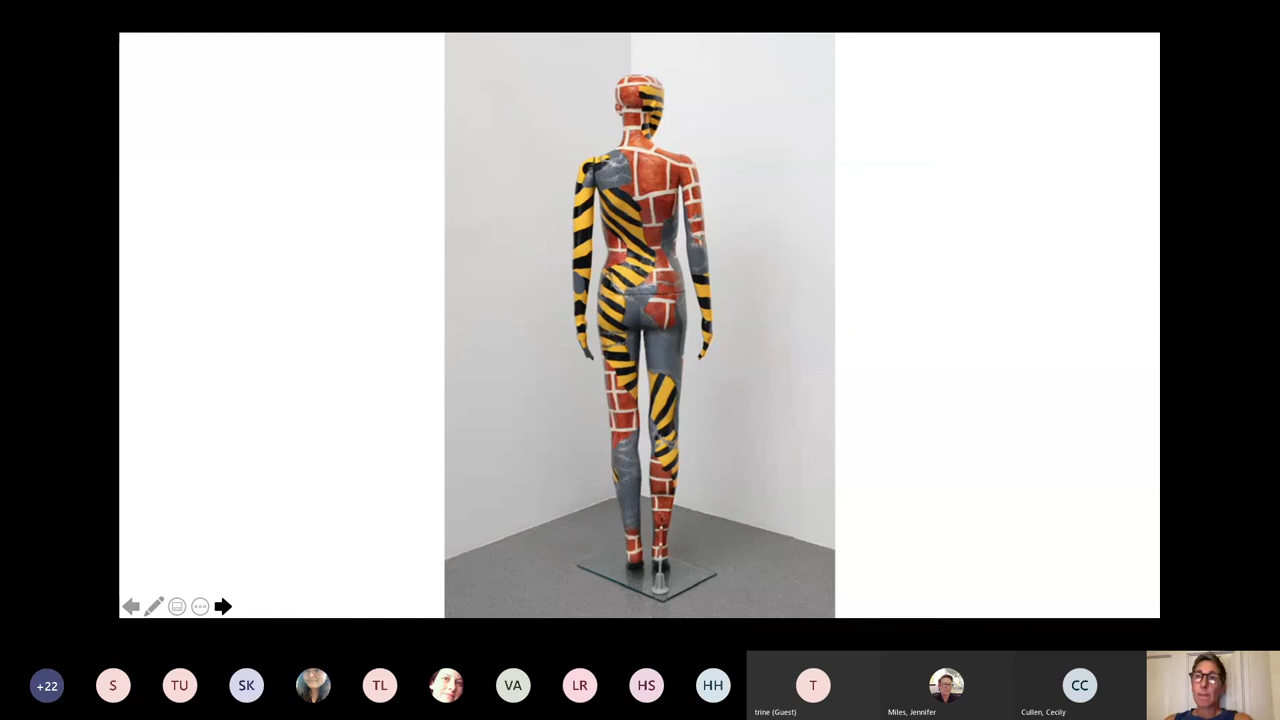 +22
S
TU
SK
TL
VA
LR
HS
HH
T
CC
trine (Guest)
Miles, Jennifer
Cullen, Cecily